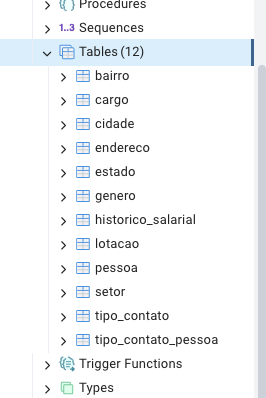 Procedures
1..3 Sequences
Tables (12)
bairro
cargo
cidade
endereco
estado
genero
historico_salarial
lotacao
pessoa
setor
tipo_contato
tipo_contato_pessoa
Trigger Functions
Types